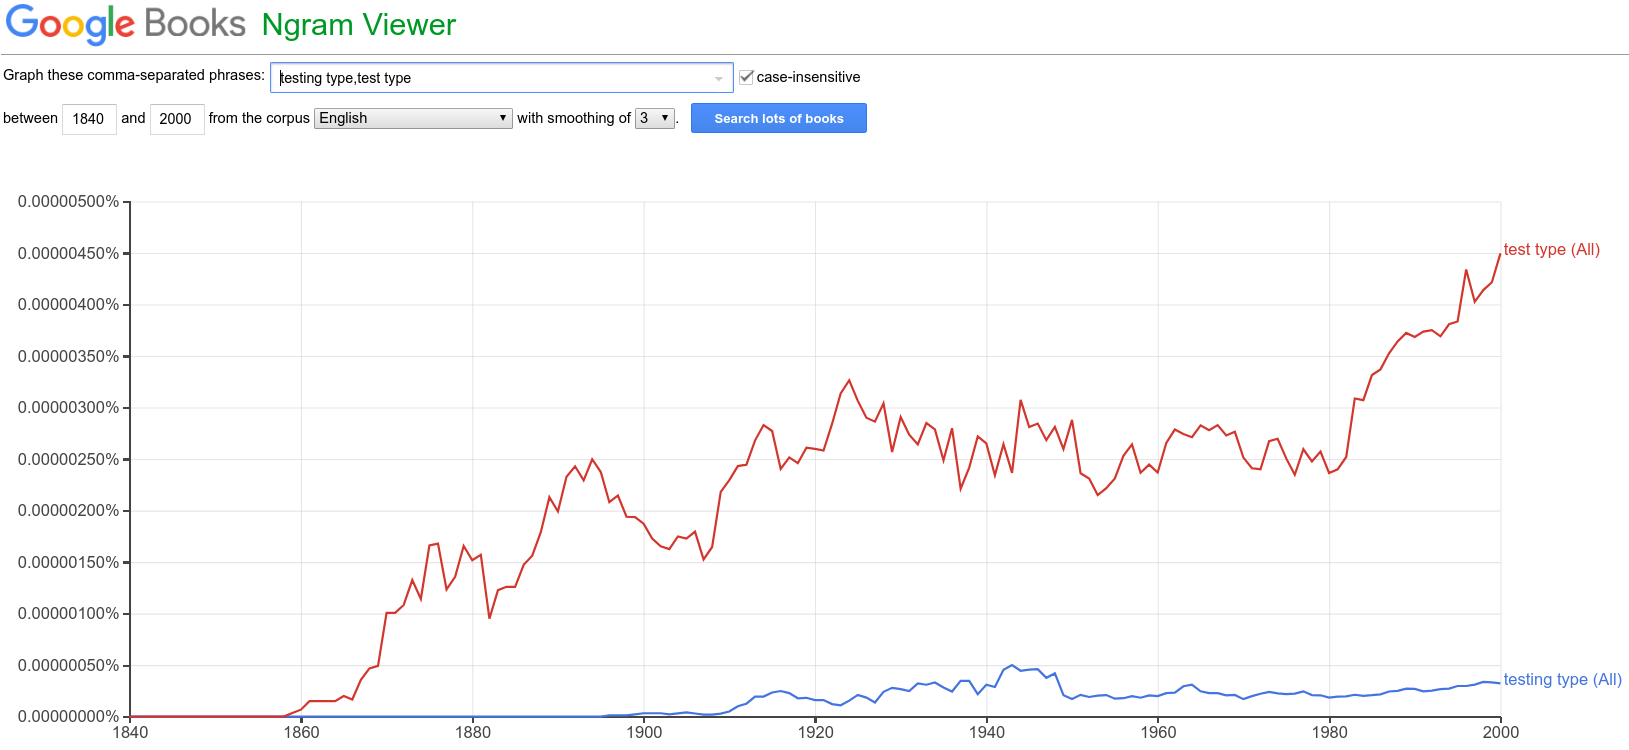 Google Books Ngram Viewer
Graph these comma-separated phrases: testing type,test type case-insensitive
between 1840 and 2000 from the corpus English with smoothing of 3 . Search lots of books
0.00000500%
0.00000450%
0.00000400%
0.00000350%
0.00000300%
0.00000250%
0.00000200%
0.00000150%
0.00000100%
0.00000050%
0.00000000%
test type (All)
testing type (All)
1840 1860 1880 1900 1920 1940 1960 1980 2000